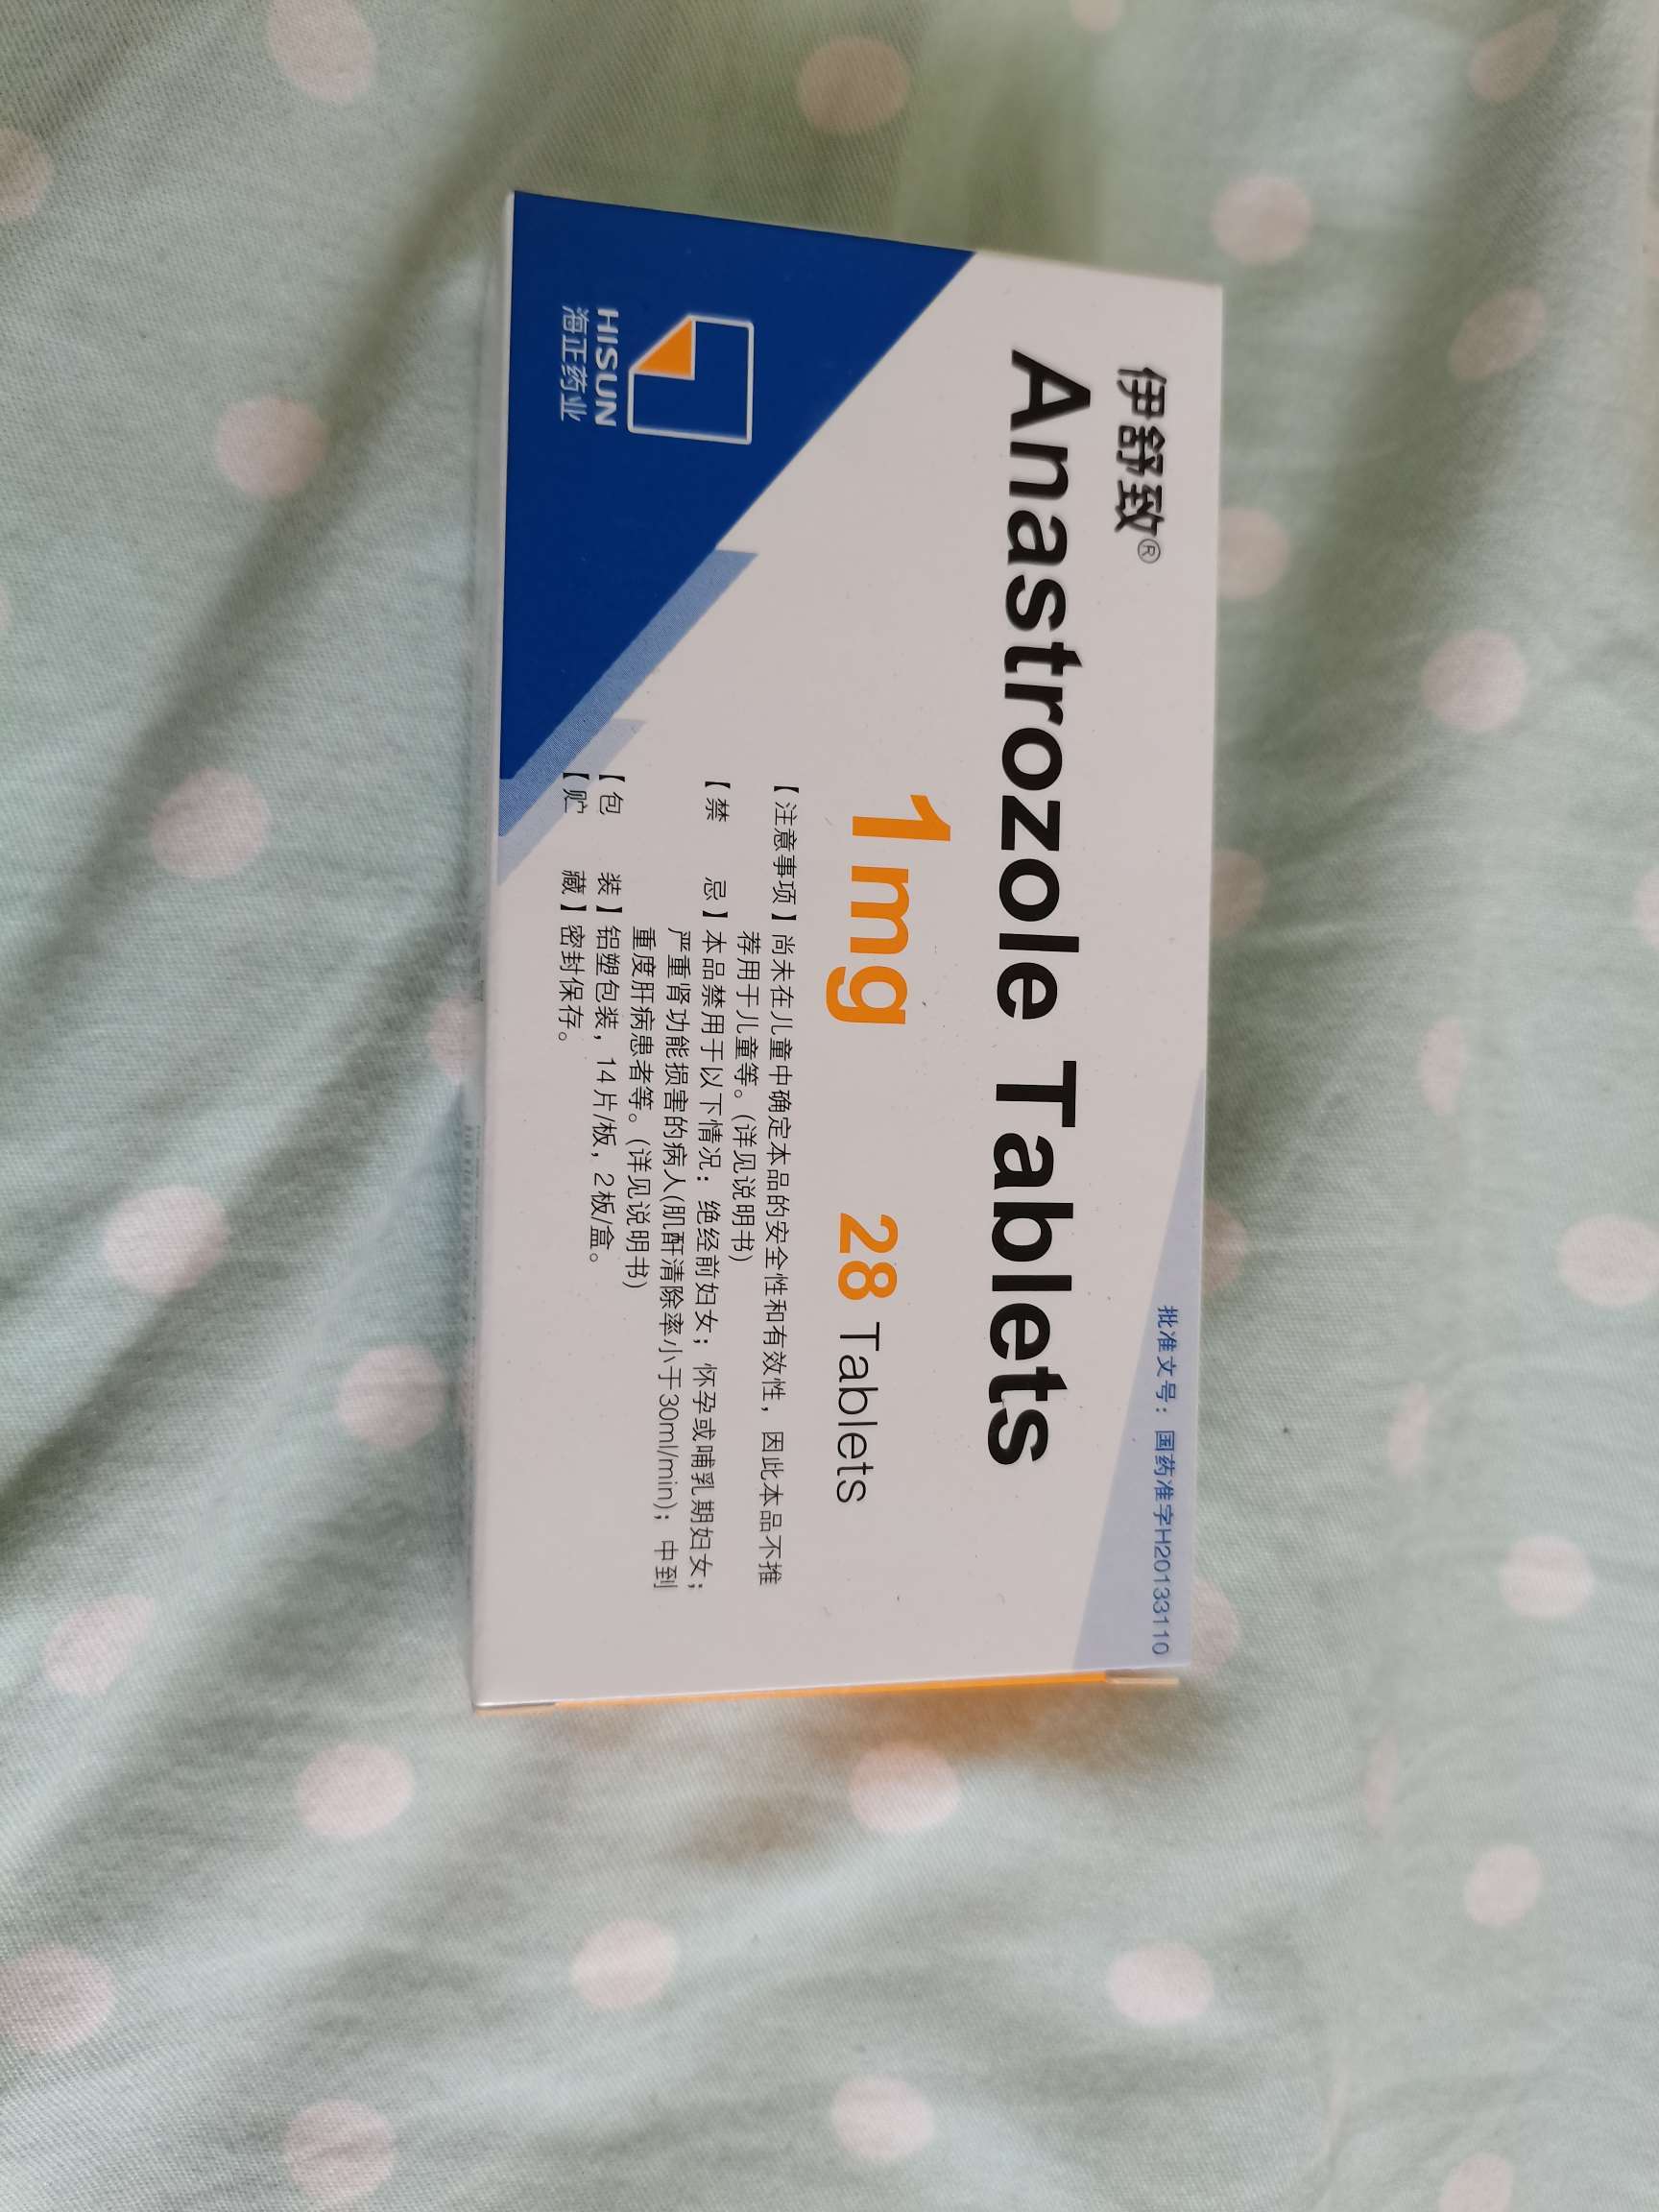 伊舒致®
批准文号：国药准字H20133110
Anastrozole Tablets
1mg 28 Tablets
【注意事项】尚未在儿童中确定本品的安全性和有效性，因此本品不推
荐用于儿童等。(详见说明书)
【禁 忌】本品禁用于以下情况：绝经前妇女；怀孕或哺乳期妇女；
严重肾功能损害的病人(肌酐清除率小于30ml/min)；中到
重度肝病患者等。(详见说明书)
【包 装】铝塑包装，14片/板，2板/盒。
【贮 藏】密封保存。
HISUN
海正药业